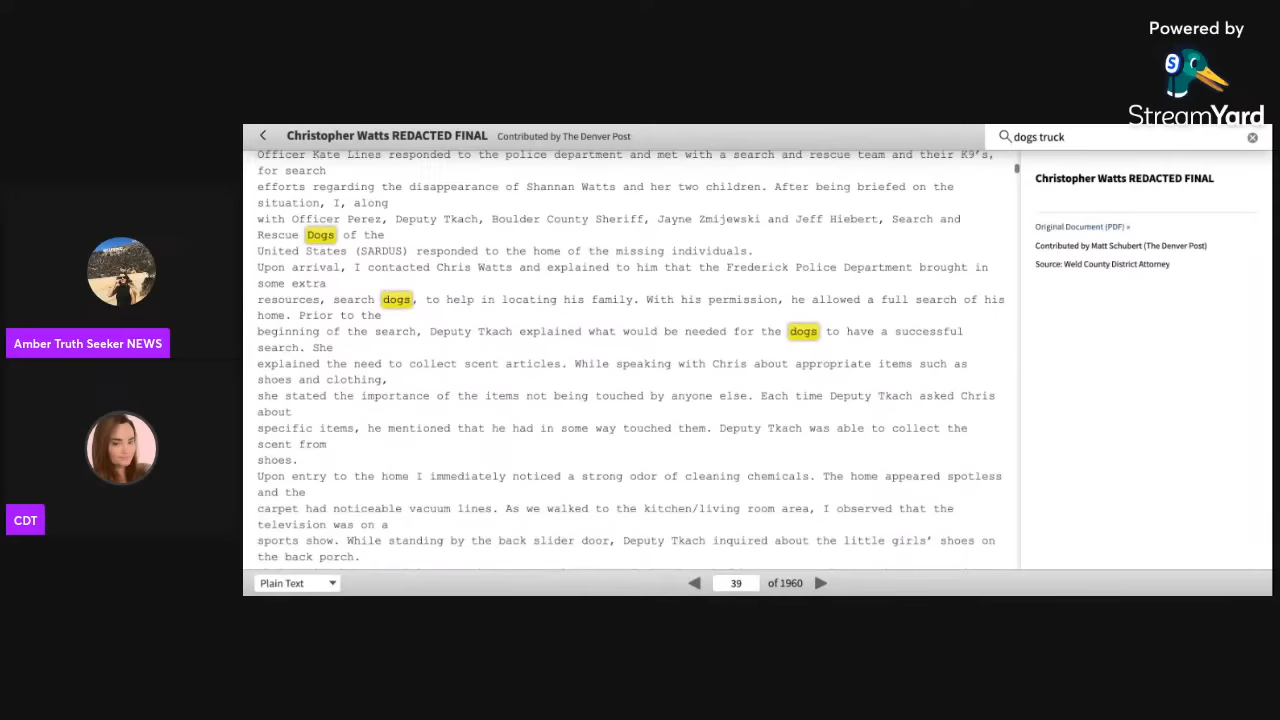 Powered by
StreamYard
Christopher Watts REDACTED FINAL
Contributed by The Denver Post
dogs truck
Officer Kate Lines responded to the police department and met with a search and rescue team and their K9's,
for search
efforts regarding the disappearance of Shannan Watts and her two children. After being briefed on the
situation, I, along
with Officer Perez, Deputy Tkach, Boulder County Sheriff, Jayne Zmijewski and Jeff Hiebert, Search and
Rescue Dogs of the
United States (SARDUS) responded to the home of the missing individuals.
Upon arrival, I contacted Chris Watts and explained to him that the Frederick Police Department brought in
some extra
resources, search dogs, to help in locating his family. With his permission, he allowed a full search of his
home. Prior to the
beginning of the search, Deputy Tkach explained what would be needed for the dogs to have a successful
search. She
explained the need to collect scent articles. While speaking with Chris about appropriate items such as
shoes and clothing,
she stated the importance of the items not being touched by anyone else. Each time Deputy Tkach asked Chris
about
specific items, he mentioned that he had in some way touched them. Deputy Tkach was able to collect the
scent from
shoes.
Upon entry to the home I immediately noticed a strong odor of cleaning chemicals. The home appeared spotless
and the
carpet had noticeable vacuum lines. As we walked to the kitchen/living room area, I observed that the
television was on a
sports show. While standing by the back slider door, Deputy Tkach inquired about the little girls' shoes on
the back porch.
Christopher Watts REDACTED FINAL
Original Document (PDF) »
Contributed by Matt Schubert (The Denver Post)
Source: Weld County District Attorney
Amber Truth Seeker NEWS
CDT
Plain Text
39 of 1960